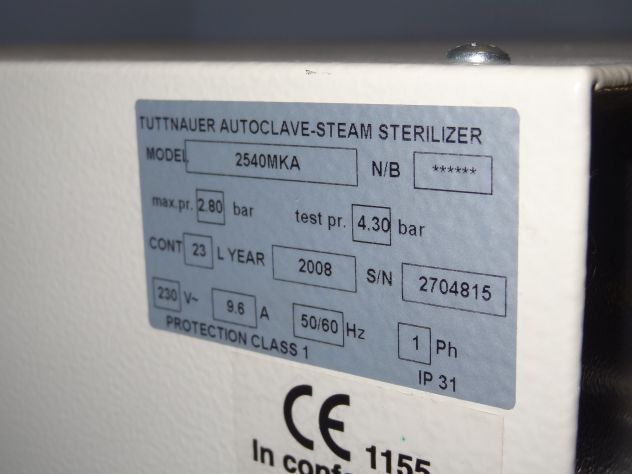 TUTTNAUER AUTOCLAVE-STEAM STERILIZER
MODEL 2540MKA N/B ******
max.pr. 2.80 bar test pr. 4.30 bar
CONT 23 L YEAR 2008 S/N 2704815
230 V~ 9.6 A 50/60 Hz 1 Ph
PROTECTION CLASS 1 IP 31
CE 1155
In